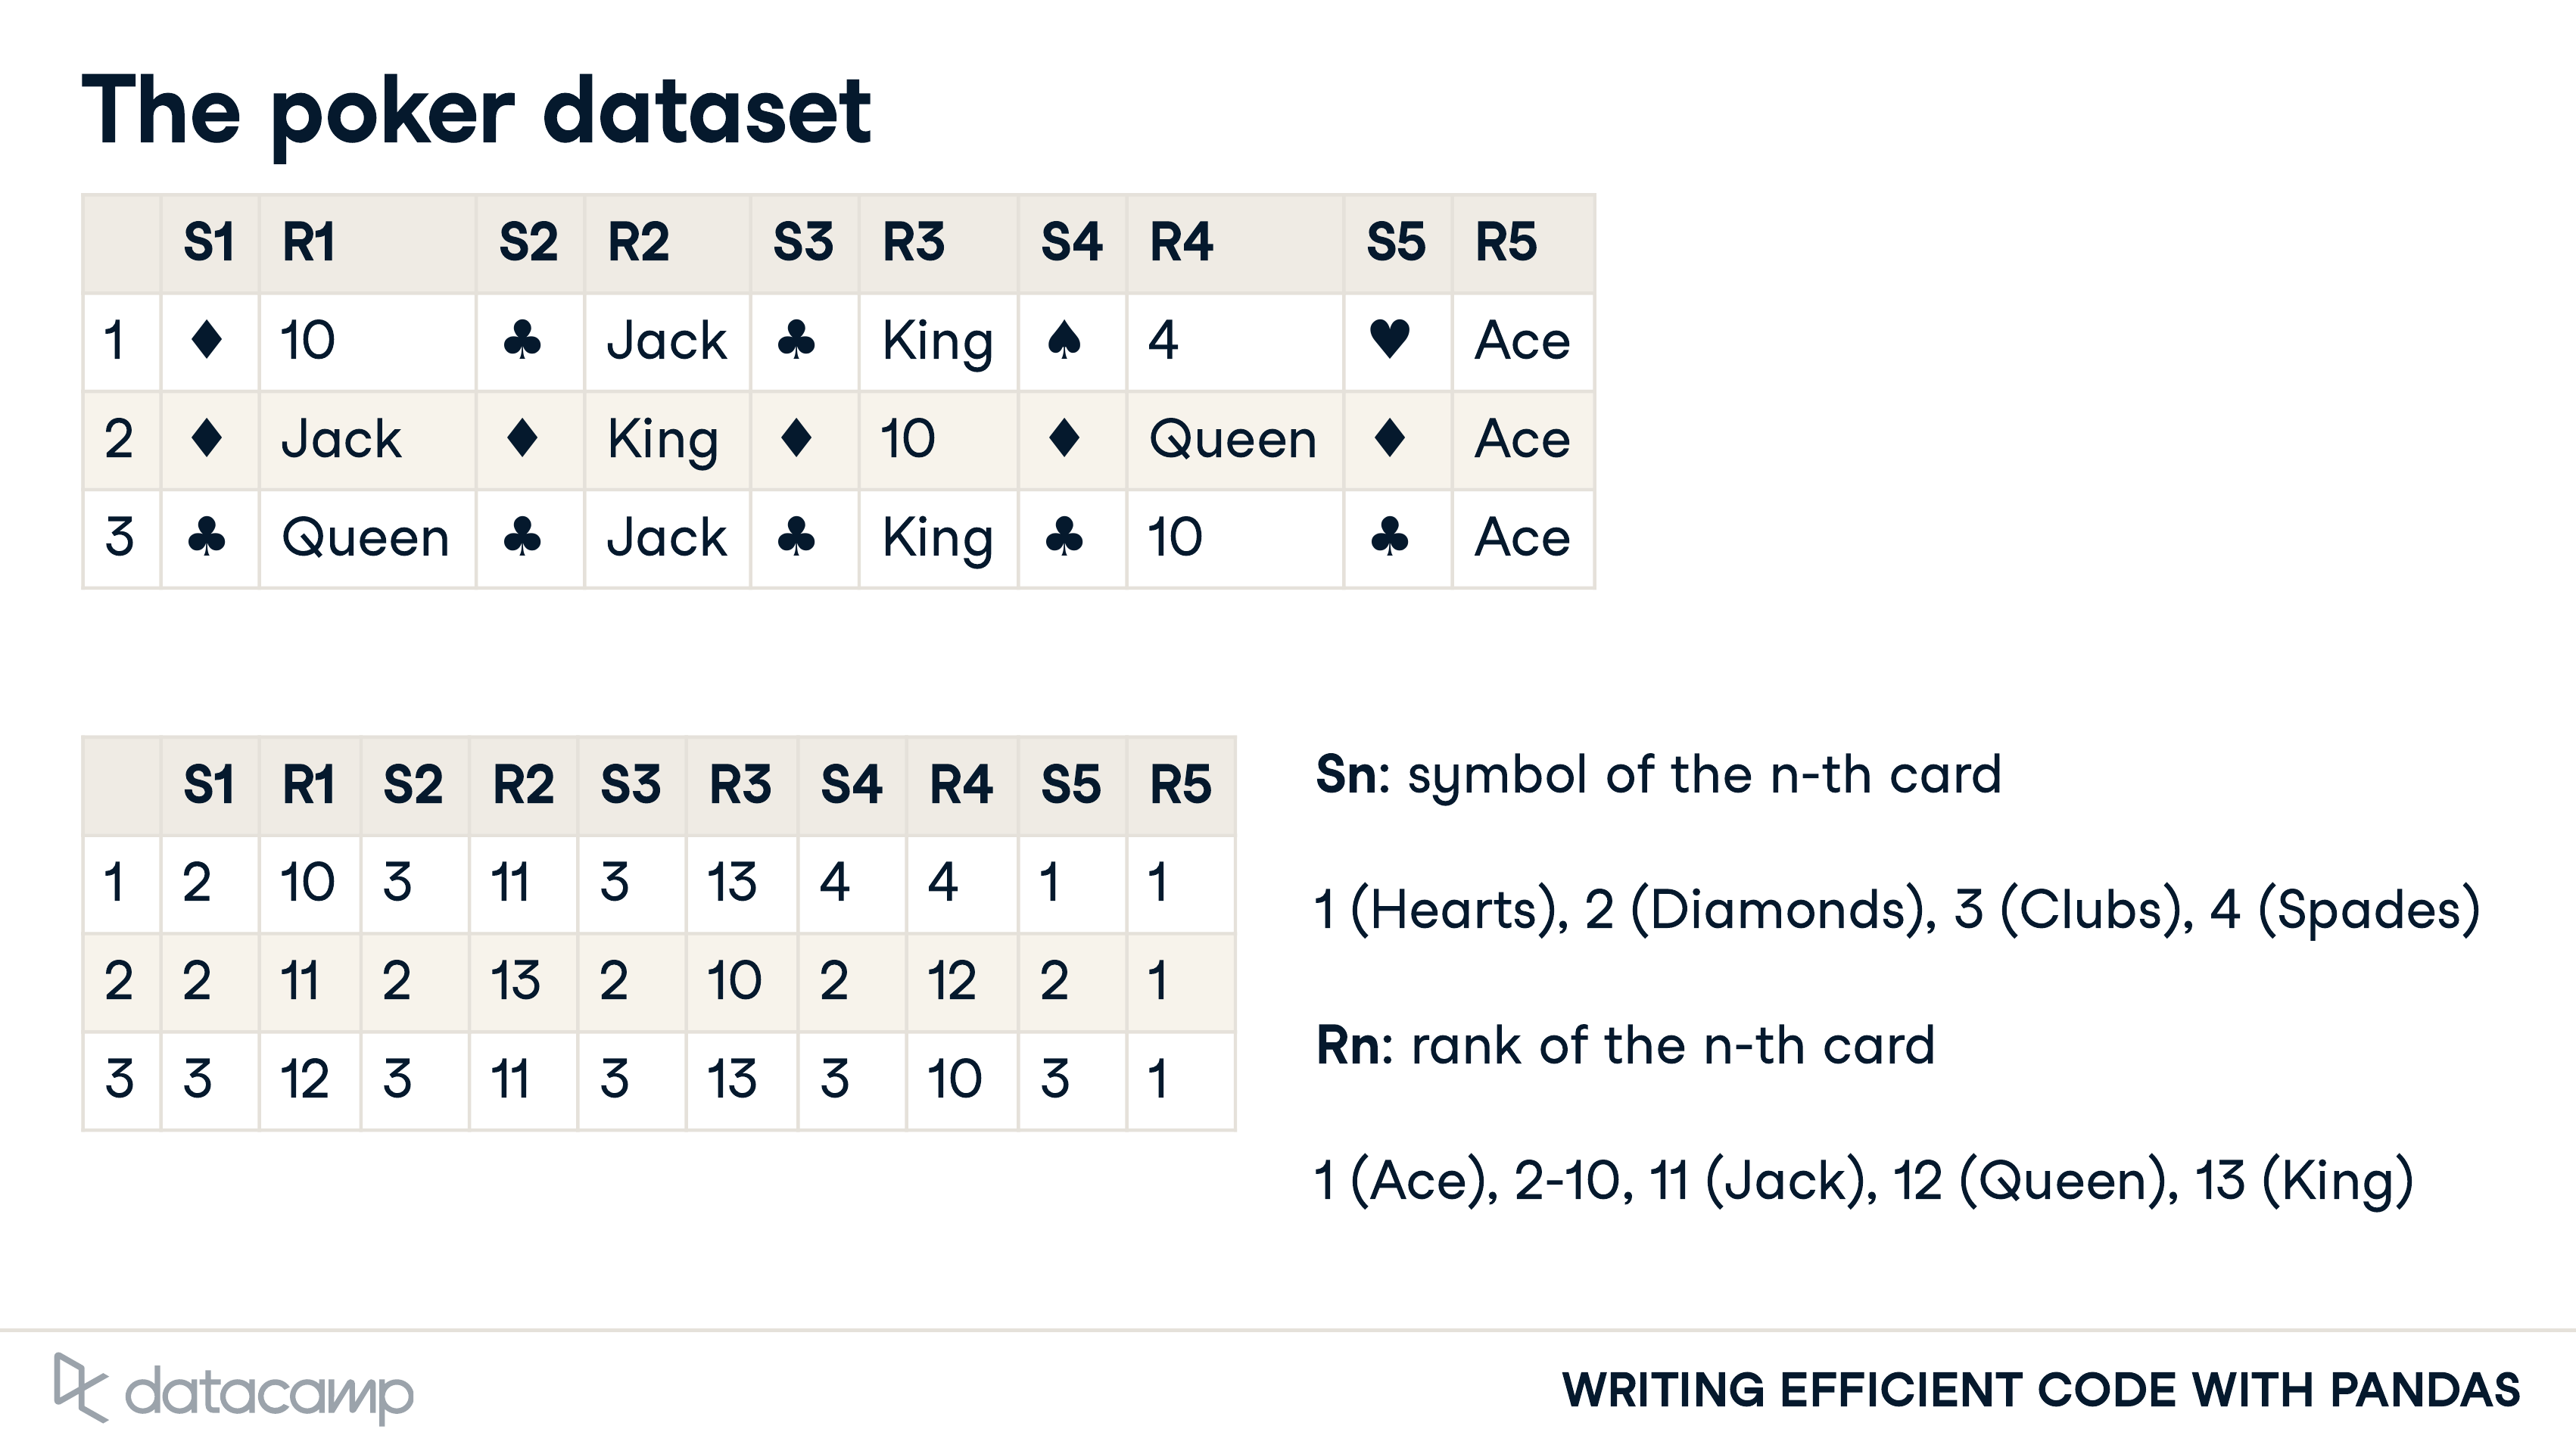 The poker dataset
S1 R1 S2 R2 S3 R3 S4 R4 S5 R5
1 ♦ 10 ♣ Jack ♣ King ♠ 4 ♥ Ace
2 ♦ Jack ♦ King ♦ 10 ♦ Queen ♦ Ace
3 ♣ Queen ♣ Jack ♣ King ♣ 10 ♣ Ace
S1 R1 S2 R2 S3 R3 S4 R4 S5 R5
1 2 10 3 11 3 13 4 4 1 1
2 2 11 2 13 2 10 2 12 2 1
3 3 12 3 11 3 13 3 10 3 1
Sn: symbol of the n-th card
1 (Hearts), 2 (Diamonds), 3 (Clubs), 4 (Spades)
Rn: rank of the n-th card
1 (Ace), 2-10, 11 (Jack), 12 (Queen), 13 (King)
datacamp
WRITING EFFICIENT CODE WITH PANDAS